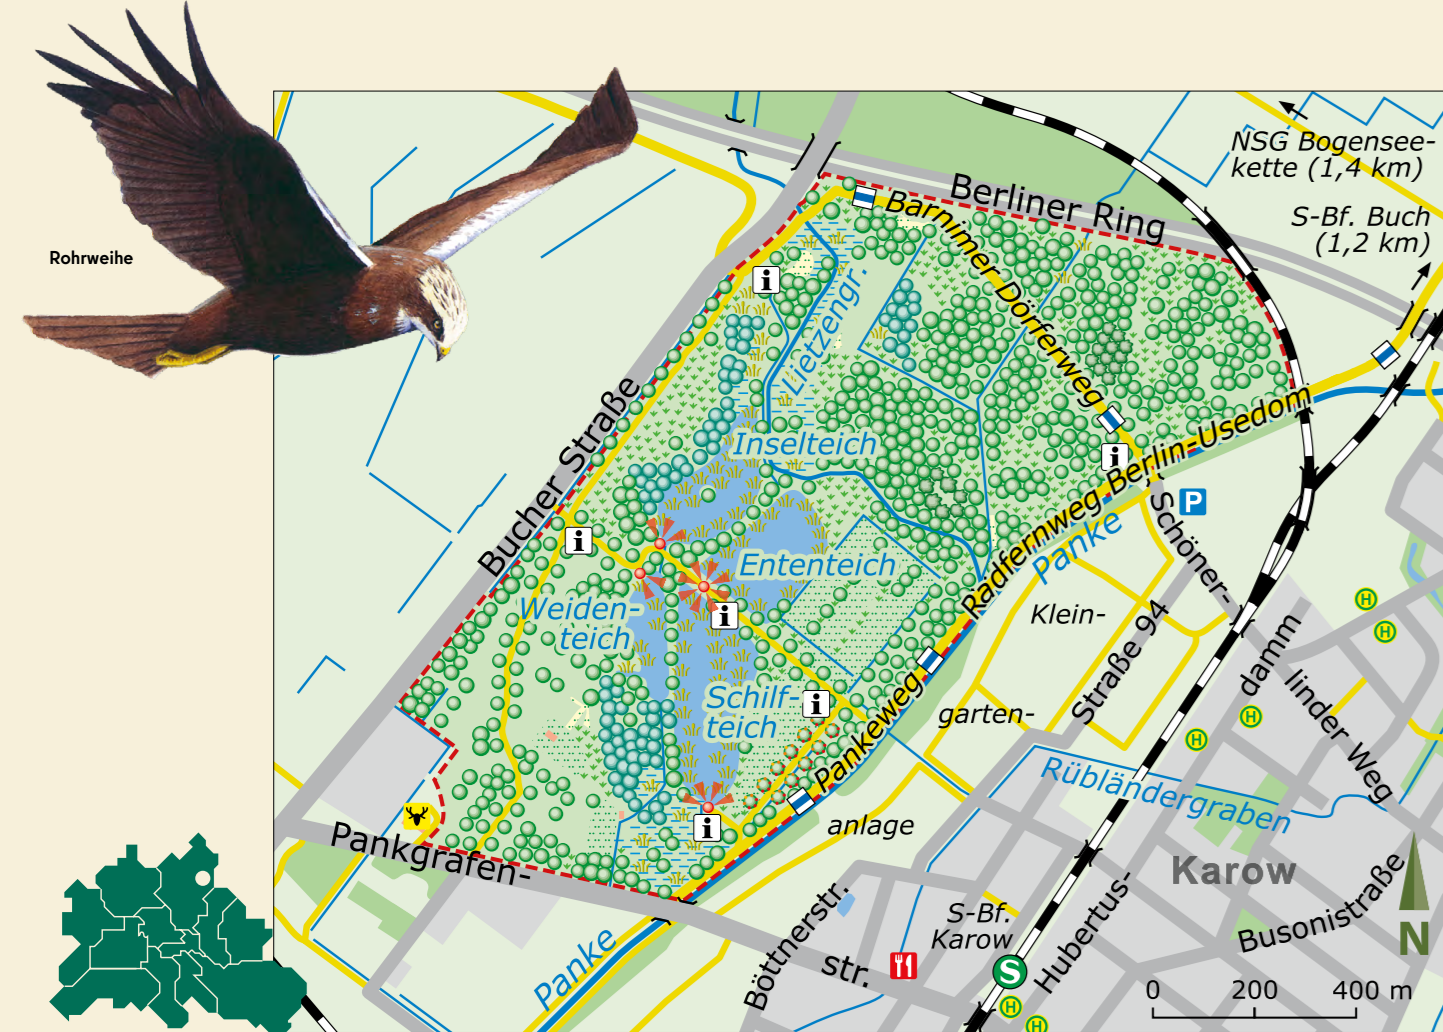 Rohrweihe
NSG Bogensee-
kette (1,4 km)
S-Bf. Buch
(1,2 km)
Berliner Ring
Barnimer Dörferweg
i
Lietzengr.
Bucher Straße
Inselteich
Radfernweg Berlin-Usedom
i
P
i
Ententeich
Panke
Schöner-
linder Weg
Weiden-
teich
i
Klein-
garten-
anlage
Straße 94
H
H
Schilf-
teich
i
Pankeweg
Hubertus-
damm
H
H
Rübländergraben
i
Pankgrafen-
str.
Karow
Böttnerstr.
S-Bf.
Karow
Busonistraße
N
Panke
S
H
H
0 200 400 m